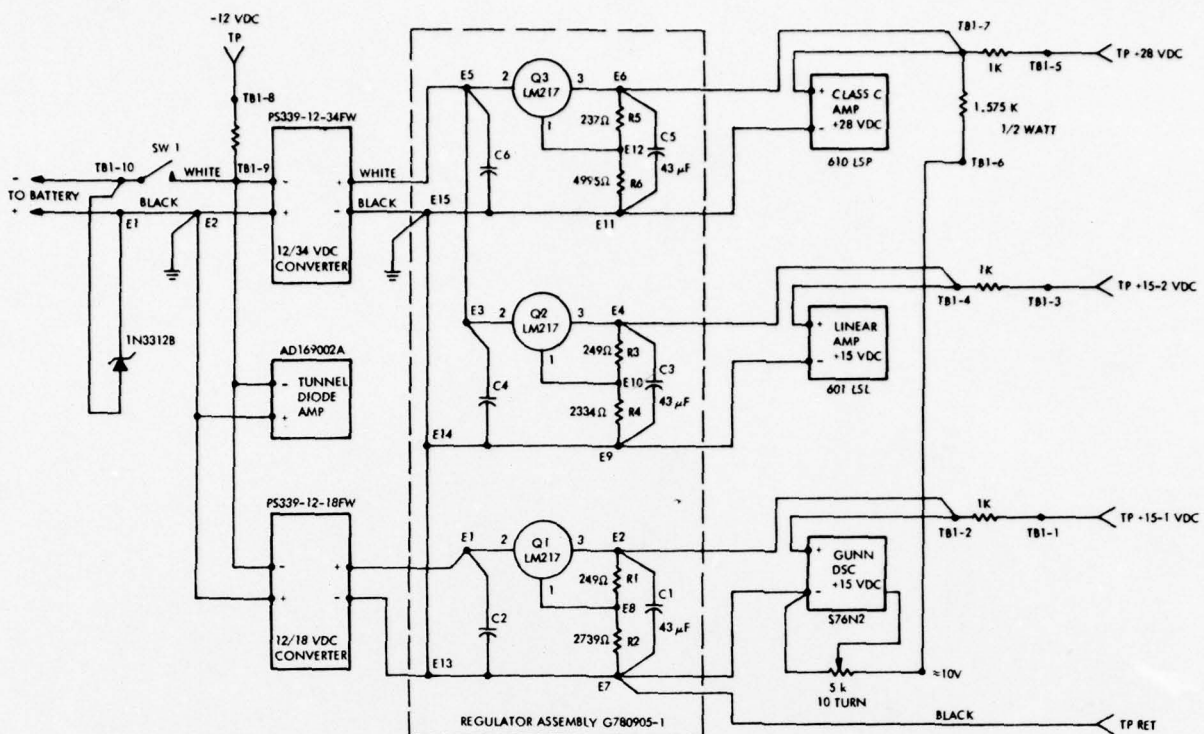 -12 VDC
TP
TB1-8
PS339-12-34FW
SW 1
TB1-10
WHITE
TB1-9
-
+
TO BATTERY
BLACK
E1
E2
-
+
+
-
WHITE
BLACK
12/34 VDC
CONVERTER
1N3312B
AD169002A
-
+
TUNNEL
DIODE
AMP
PS339-12-18FW
-
+
+
-
12/18 VDC
CONVERTER
E5
2
Q3
LM217
3
E6
1
237Ω
R5
E12
C5
43 µF
C6
4995Ω
R6
E15
E11
E3
2
Q2
LM217
3
E4
1
249Ω
R3
E10
C3
43 µF
C4
2334Ω
R4
E14
E9
E1
2
Q1
LM217
3
E2
1
249Ω
R1
E8
C1
43 µF
C2
2739Ω
R2
E13
E7
REGULATOR ASSEMBLY G780905-1
TB1-7
1K
TB1-5
TP +28 VDC
+
-
CLASS C
AMP
+28 VDC
610 LSP
1.575 K
1/2 WATT
TB1-6
1K
TB1-4
TB1-3
TP +15-2 VDC
+
-
LINEAR
AMP
+15 VDC
601 LSL
1K
TB1-2
TB1-1
TP +15-1 VDC
+
-
GUNN
DSC
+15 VDC
S76N2
5 k
10 TURN
≈10V
BLACK
TP RET